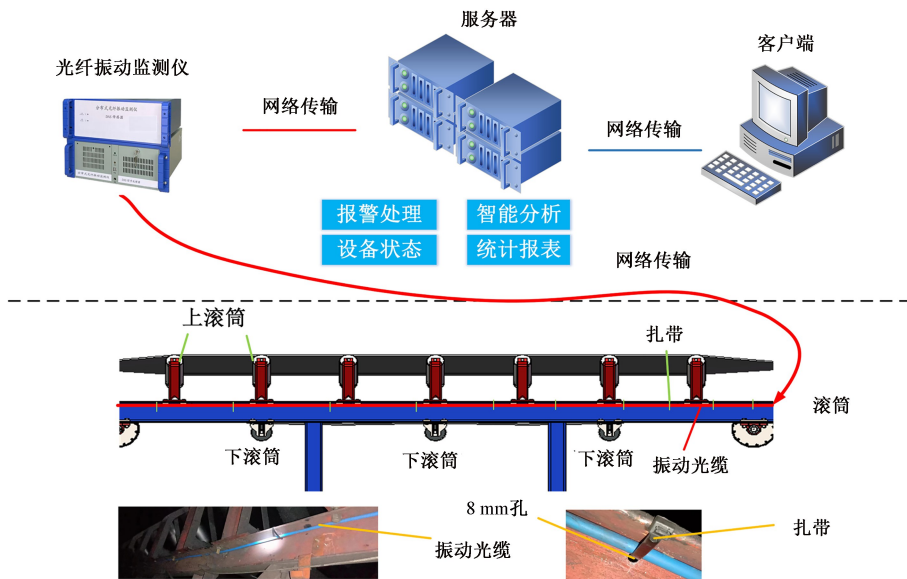 服务器
客户端
光纤振动监测仪
网络传输
网络传输
报警处理
智能分析
设备状态
统计报表
网络传输
上滚筒
扎带
滚筒
下滚筒
下滚筒
下滚筒
振动光缆
8 mm孔
扎带
振动光缆